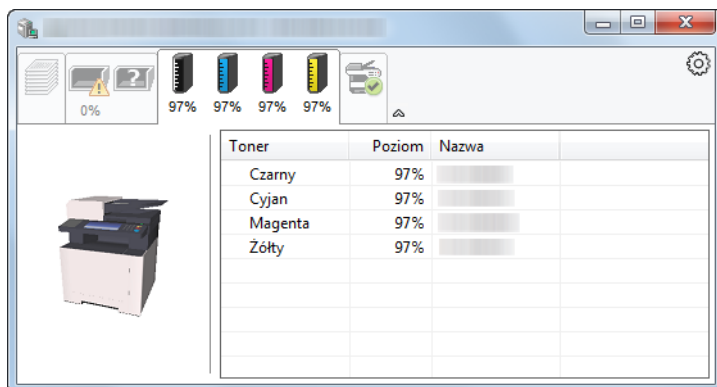 0%
97% 97% 97% 97%
Toner Poziom Nazwa
Czarny 97%
Cyjan 97%
Magenta 97%
Żółty 97%